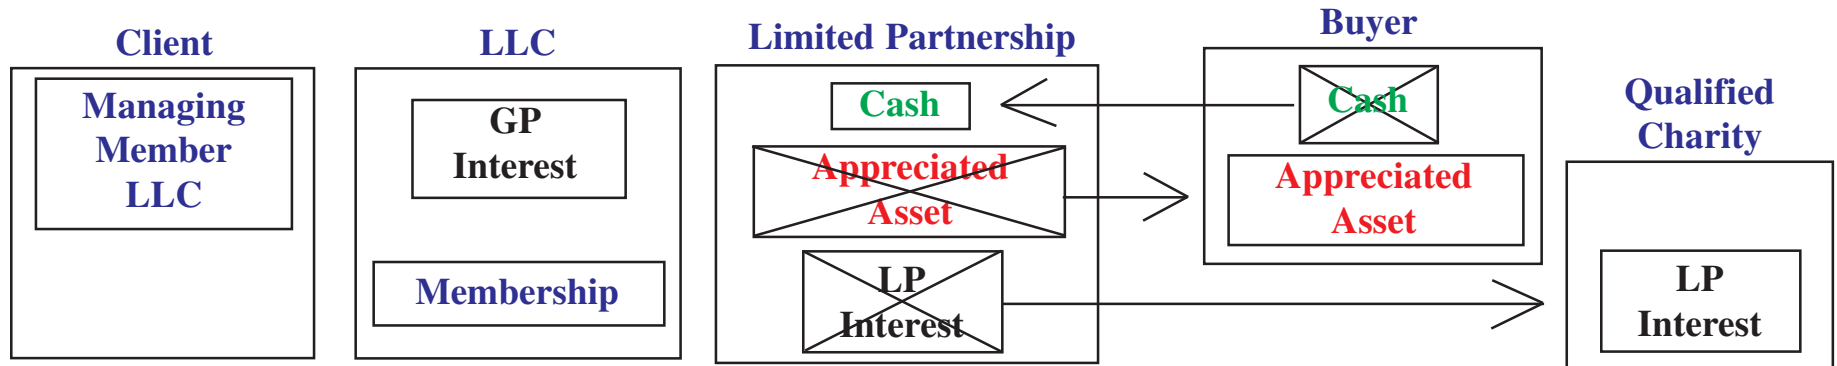 Client
Managing
Member
LLC
LLC
GP
Interest
Membership
Limited Partnership
Cash
Appreciated
Asset
LP
Interest
Buyer
Cash
Appreciated
Asset
Qualified
Charity
LP
Interest